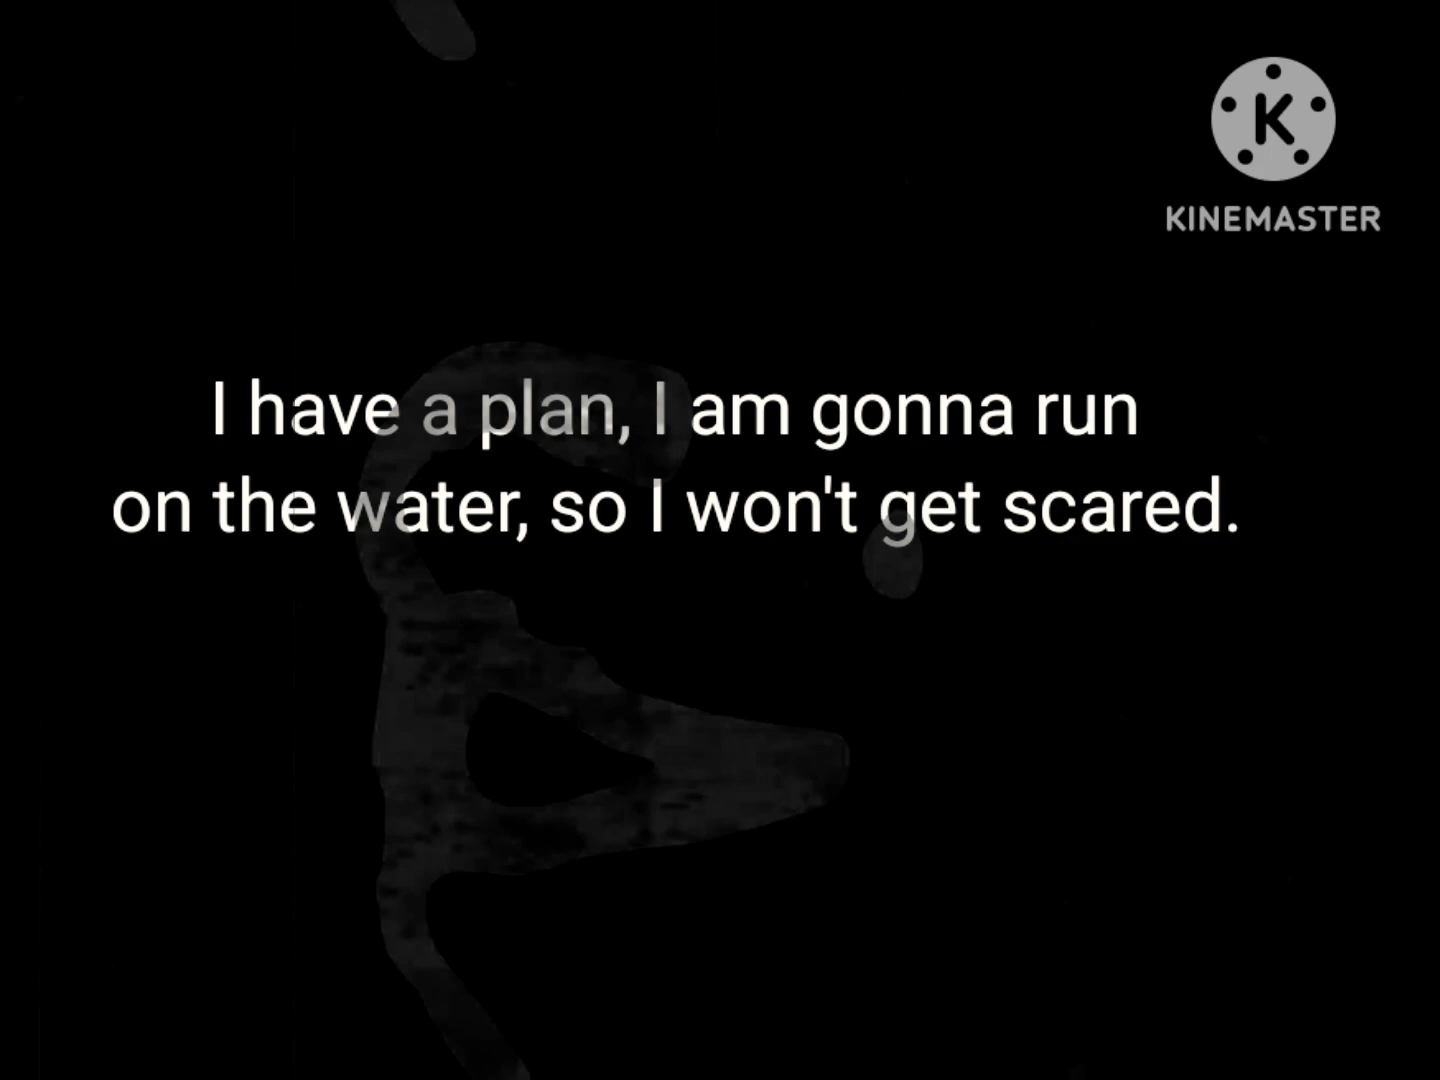 K
KINEMASTER
I have a plan, I am gonna run
on the water, so I won't get scared.